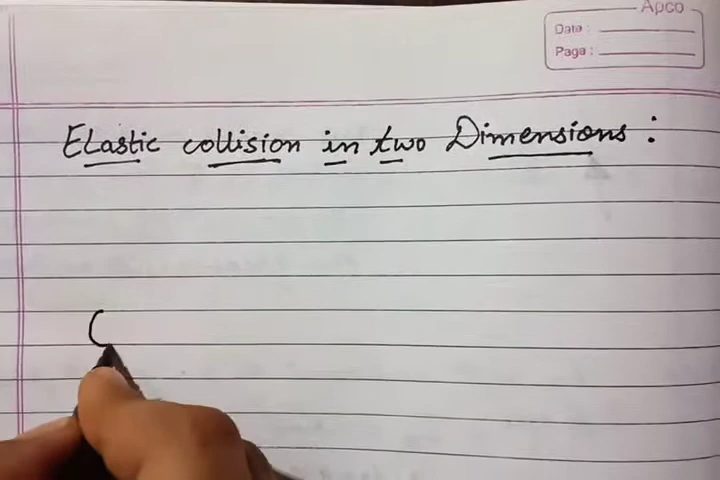 Apco
Date :
Page :
Elastic collision in two Dimensions :